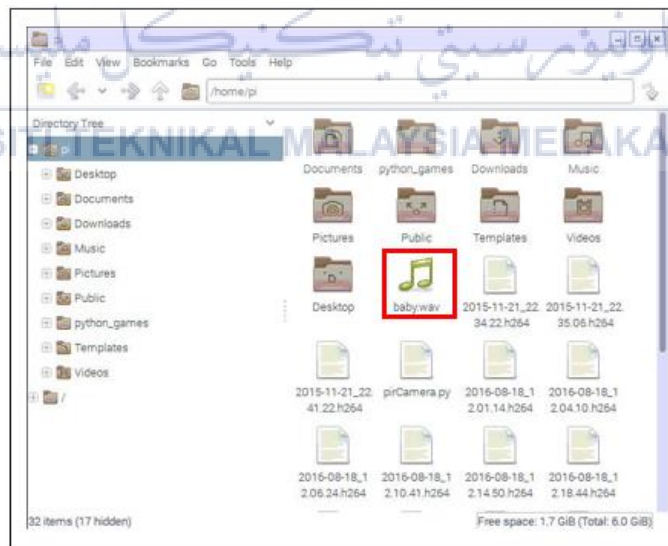 اونيۏرسيتي تيكنيكل مليس
pi
File Edit View Bookmarks Go Tools Help
/home/pi
Directory Tree
SITI TEKNIKAL MALAYSIA MELAKA
pi
Desktop
Documents
Downloads
Music
Pictures
Public
python_games
Templates
Videos
/
Documents python_games Downloads Music
Pictures Public Templates Videos
Desktop baby.wav 2015-11-21_22. 2015-11-21_22.
34.22.h264 35.06.h264
2015-11-21_22. pirCamera.py 2016-08-18_1 2016-08-18_1
41.22.h264 2.01.14.h264 2.04.10.h264
2016-08-18_1 2016-08-18_1 2016-08-18_1 2016-08-18_1
2.06.24.h264 2.10.41.h264 2.14.50.h264 2.18.44.h264
32 items (17 hidden) Free space: 1.7 GiB (Total: 6.0 GiB)